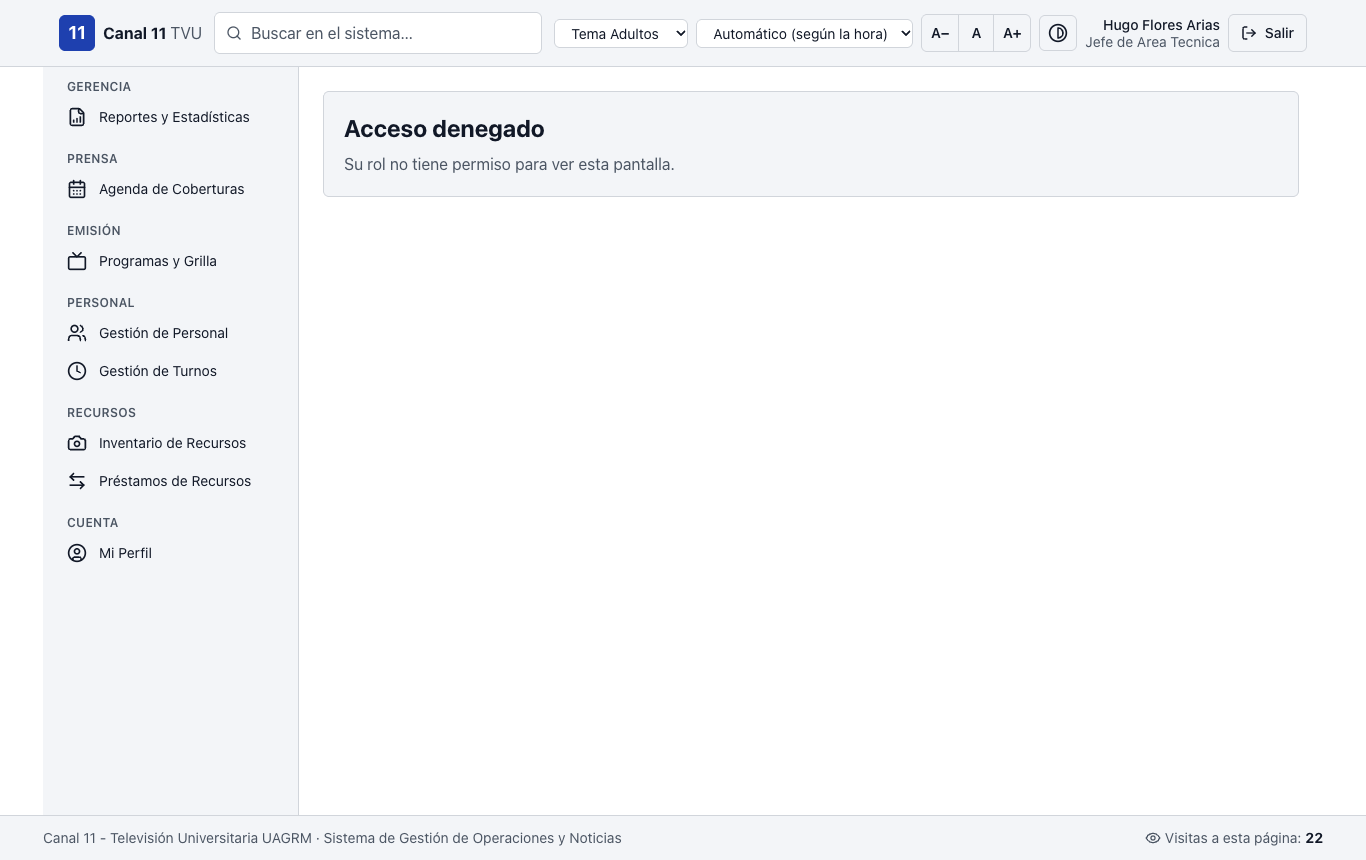 11 Canal 11 TVU
Buscar en el sistema...
Tema Adultos
Automático (según la hora)
A− A A+
Hugo Flores Arias
Jefe de Area Tecnica
Salir
GERENCIA
Reportes y Estadísticas
PRENSA
Agenda de Coberturas
EMISIÓN
Programas y Grilla
PERSONAL
Gestión de Personal
Gestión de Turnos
RECURSOS
Inventario de Recursos
Préstamos de Recursos
CUENTA
Mi Perfil
Acceso denegado
Su rol no tiene permiso para ver esta pantalla.
Canal 11 - Televisión Universitaria UAGRM · Sistema de Gestión de Operaciones y Noticias
Visitas a esta página: 22